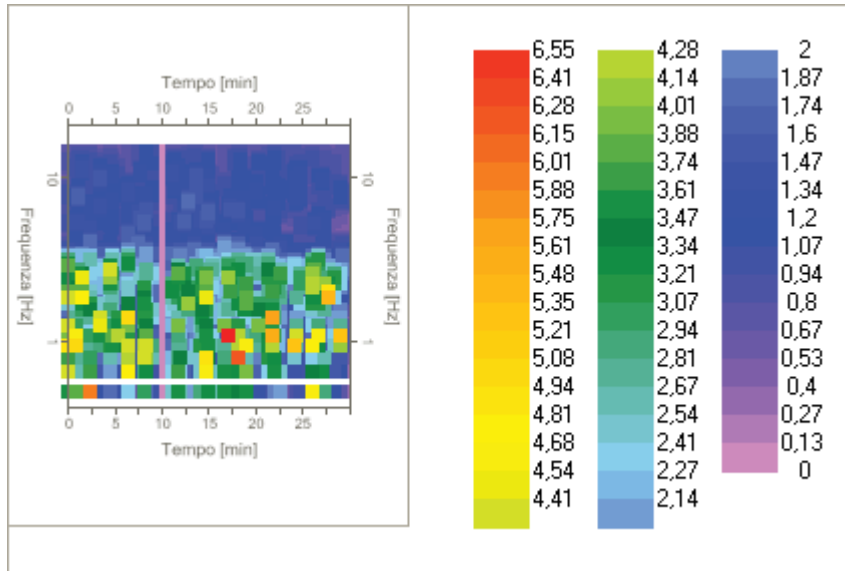 Tempo [min]
0 5 10 15 20 25
10 10
Frequenza [Hz] Frequenza [Hz]
1 1
0 5 10 15 20 25
Tempo [min]
6,55 4,28 2
6,41 4,14 1,87
6,28 4,01 1,74
6,15 3,88 1,6
6,01 3,74 1,47
5,88 3,61 1,34
5,75 3,47 1,2
5,61 3,34 1,07
5,48 3,21 0,94
5,35 3,07 0,8
5,21 2,94 0,67
5,08 2,81 0,53
4,94 2,67 0,4
4,81 2,54 0,27
4,68 2,41 0,13
4,54 2,27 0
4,41 2,14